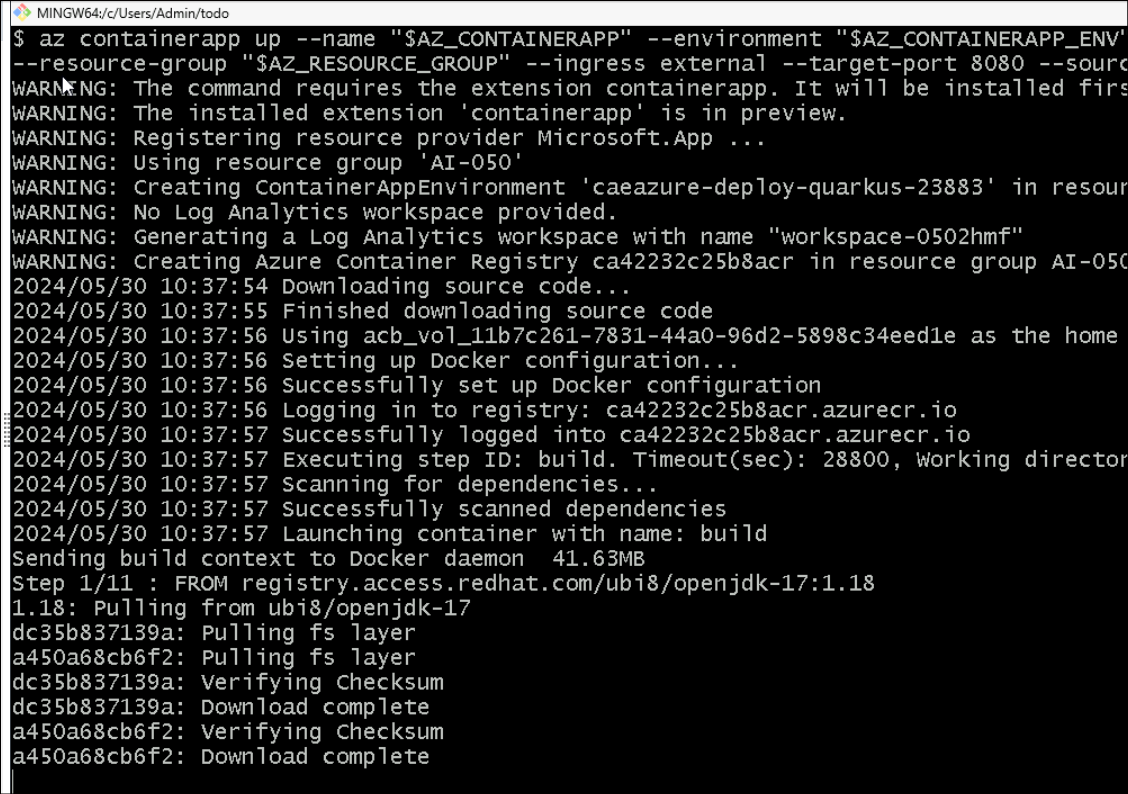 MINGW64:/c/Users/Admin/todo
$ az containerapp up --name "$AZ_CONTAINERAPP" --environment "$AZ_CONTAINERAPP_ENV"
--resource-group "$AZ_RESOURCE_GROUP" --ingress external --target-port 8080 --sourc
WARNING: The command requires the extension containerapp. It will be installed firs
WARNING: The installed extension 'containerapp' is in preview.
WARNING: Registering resource provider Microsoft.App ...
WARNING: Using resource group 'AI-050'
WARNING: Creating ContainerAppEnvironment 'caeazure-deploy-quarkus-23883' in resour
WARNING: No Log Analytics workspace provided.
WARNING: Generating a Log Analytics workspace with name "workspace-0502hmf"
WARNING: Creating Azure Container Registry ca42232c25b8acr in resource group AI-050
2024/05/30 10:37:54 Downloading source code...
2024/05/30 10:37:55 Finished downloading source code
2024/05/30 10:37:56 Using acb_vol_11b7c261-7831-44a0-96d2-5898c34eed1e as the home
2024/05/30 10:37:56 Setting up Docker configuration...
2024/05/30 10:37:56 Successfully set up Docker configuration
2024/05/30 10:37:56 Logging in to registry: ca42232c25b8acr.azurecr.io
2024/05/30 10:37:57 Successfully logged into ca42232c25b8acr.azurecr.io
2024/05/30 10:37:57 Executing step ID: build. Timeout(sec): 28800, Working director
2024/05/30 10:37:57 Scanning for dependencies...
2024/05/30 10:37:57 Successfully scanned dependencies
2024/05/30 10:37:57 Launching container with name: build
Sending build context to Docker daemon  41.63MB
Step 1/11 : FROM registry.access.redhat.com/ubi8/openjdk-17:1.18
1.18: Pulling from ubi8/openjdk-17
dc35b837139a: Pulling fs layer
a450a68cb6f2: Pulling fs layer
dc35b837139a: Verifying Checksum
dc35b837139a: Download complete
a450a68cb6f2: Verifying Checksum
a450a68cb6f2: Download complete